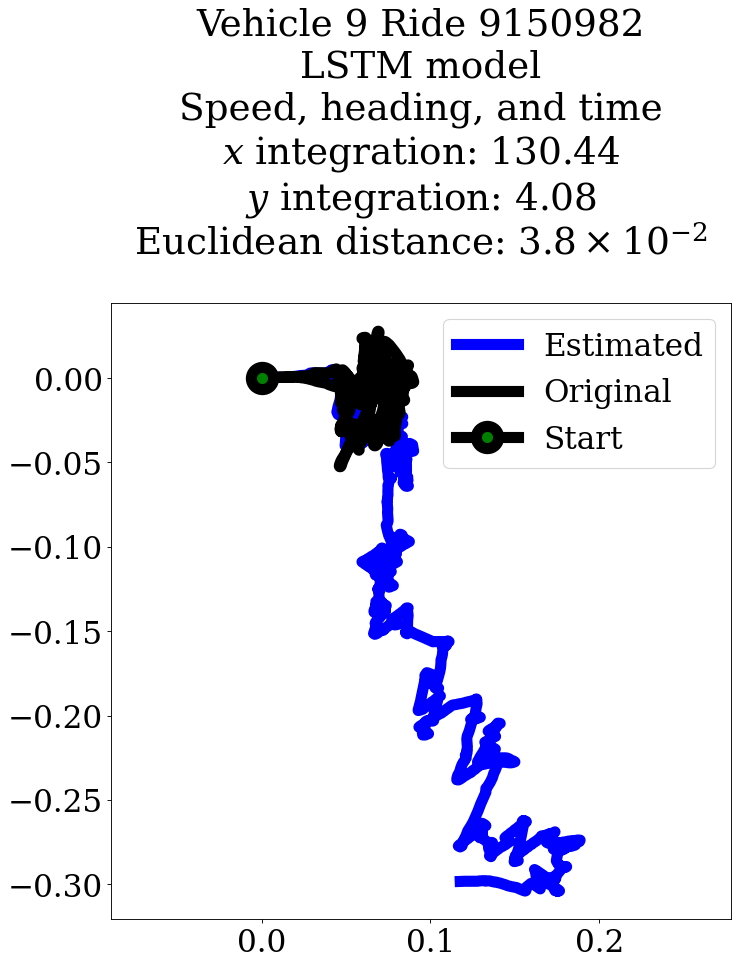 Vehicle 9 Ride 9150982
LSTM model
Speed, heading, and time
x integration: 130.44
y integration: 4.08
Euclidean distance: 3.8 × 10⁻²
Estimated
Original
Start
0.00
−0.05
−0.10
−0.15
−0.20
−0.25
−0.30
0.0 0.1 0.2